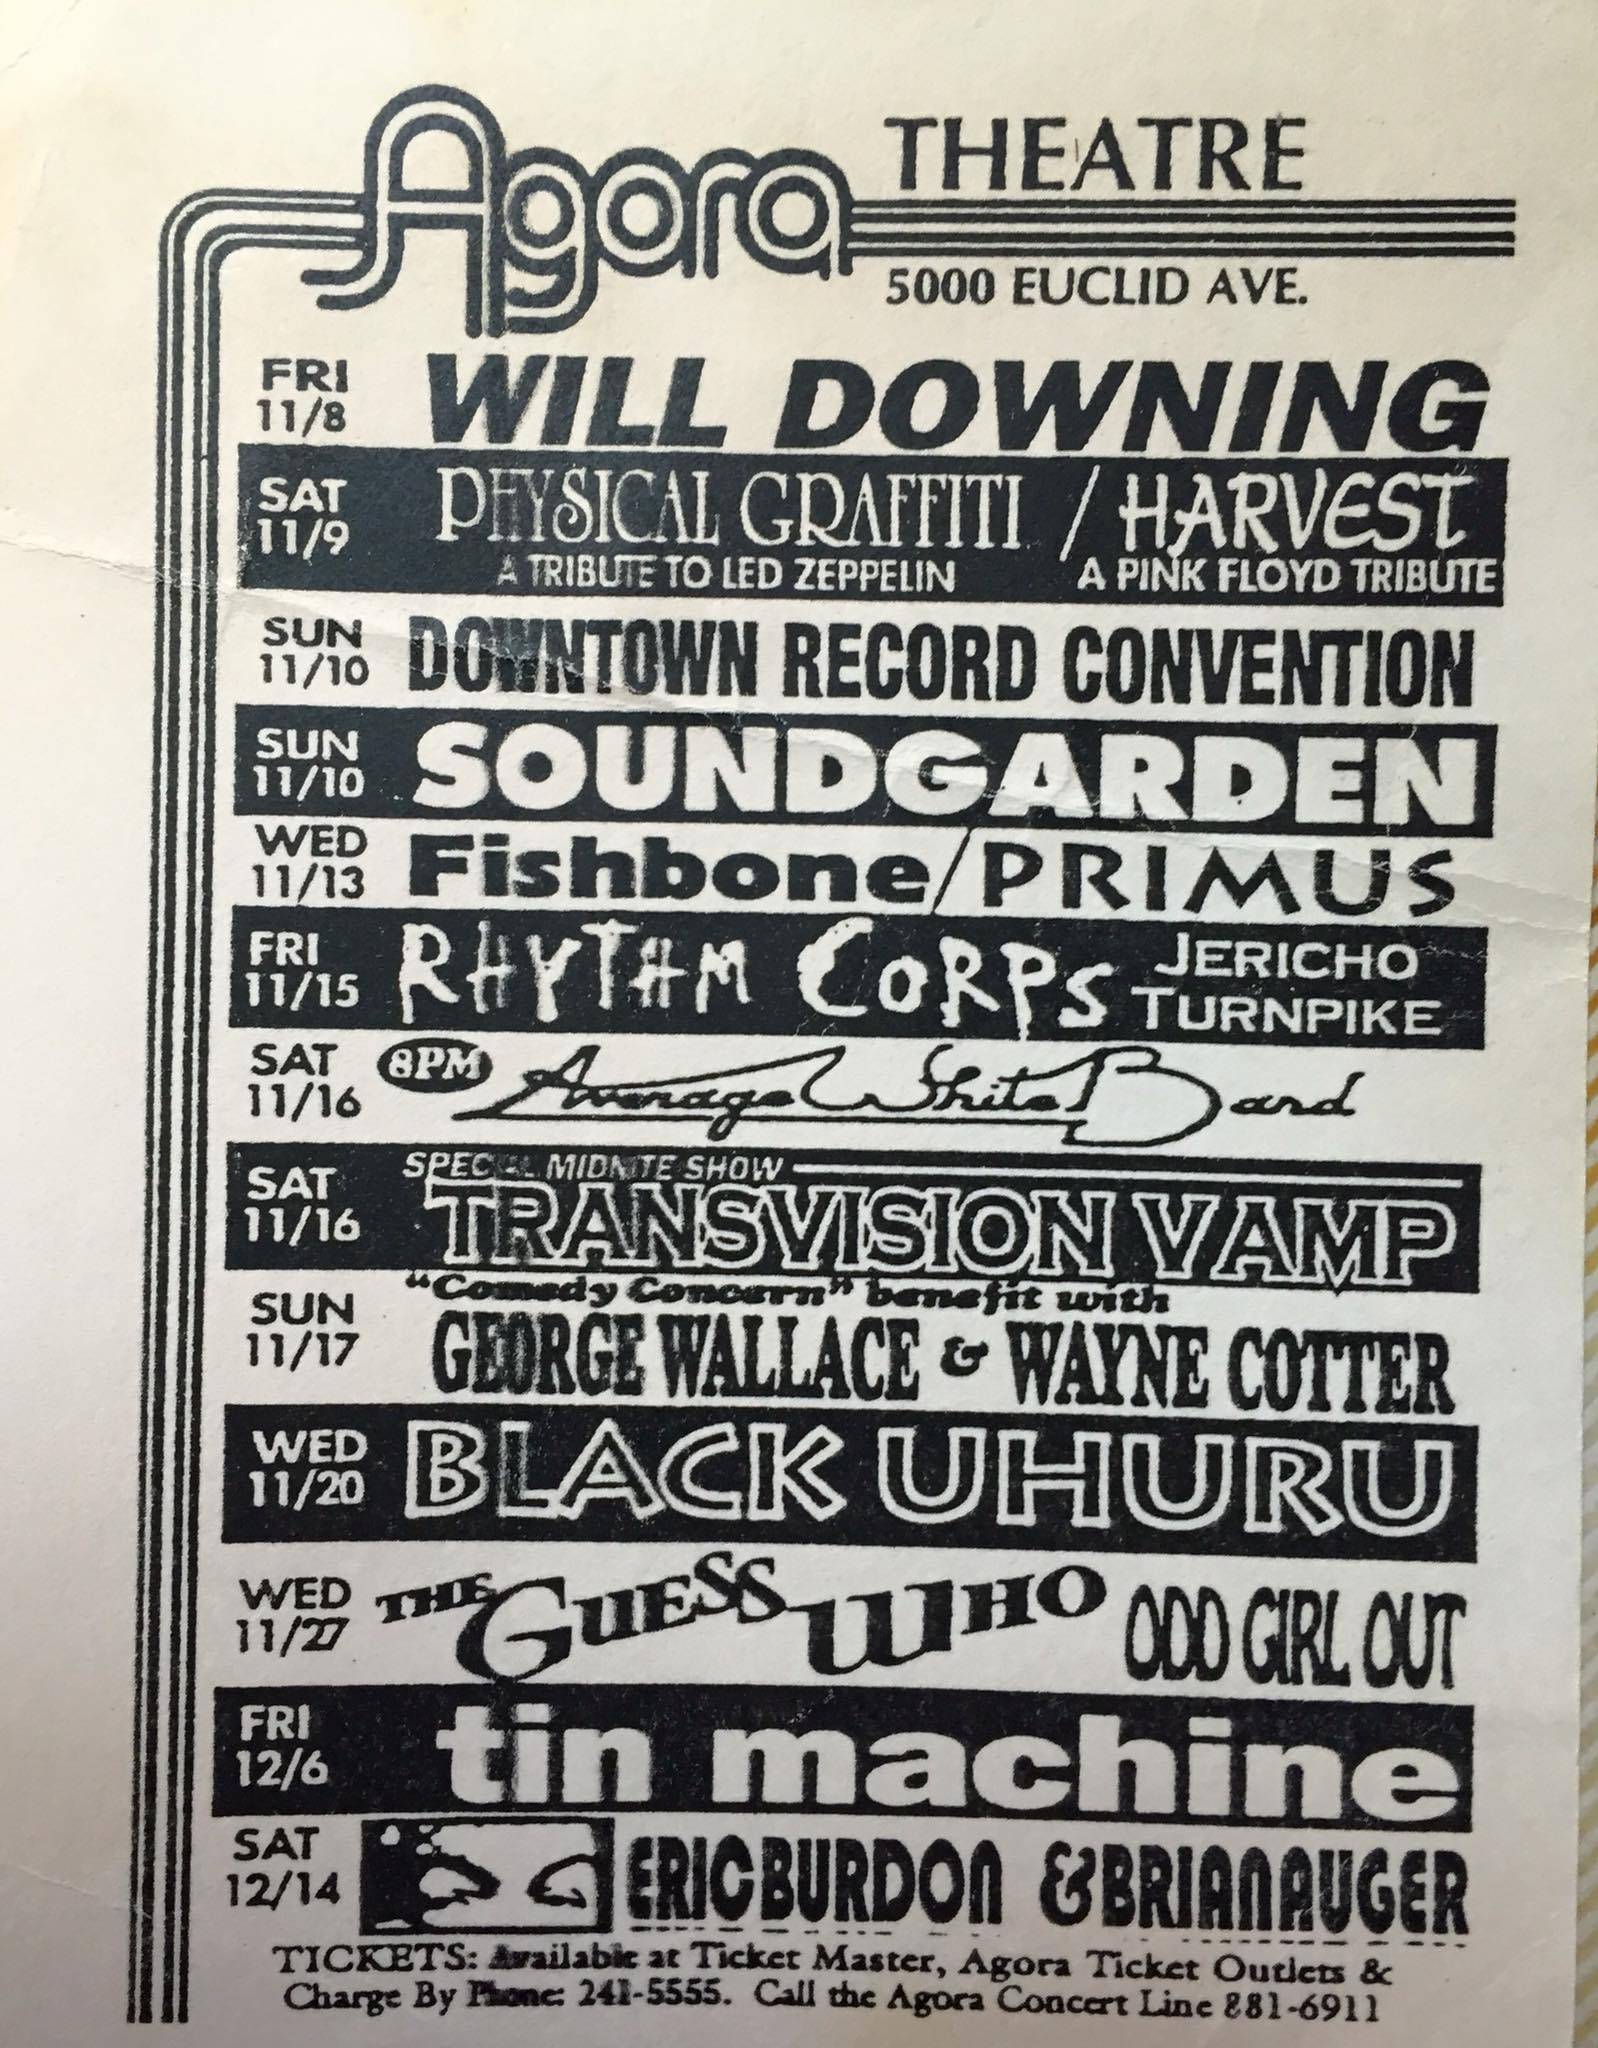 Agora THEATRE
5000 EUCLID AVE.
FRI 11/8 WILL DOWNING
SAT 11/9 PHYSICAL GRAFFITI / HARVEST
A TRIBUTE TO LED ZEPPELIN A PINK FLOYD TRIBUTE
SUN 11/10 DOWNTOWN RECORD CONVENTION
SUN 11/10 SOUNDGARDEN
WED 11/13 Fishbone/PRIMUS
FRI 11/15 RHYTHM CORPS JERICHO TURNPIKE
SAT 11/16 8PM Average White Band
SPECIAL MIDNITE SHOW
SAT 11/16 TRANSVISION VAMP
"Comedy Concern" benefit with
SUN 11/17 GEORGE WALLACE & WAYNE COTTER
WED 11/20 BLACK UHURU
WED 11/27 THE GUESS WHO ODD GIRL OUT
FRI 12/6 tin machine
SAT 12/14 ERIC BURDON & BRIAN AUGER
TICKETS: Available at Ticket Master, Agora Ticket Outlets &
Charge By Phone: 241-5555. Call the Agora Concert Line 881-6911